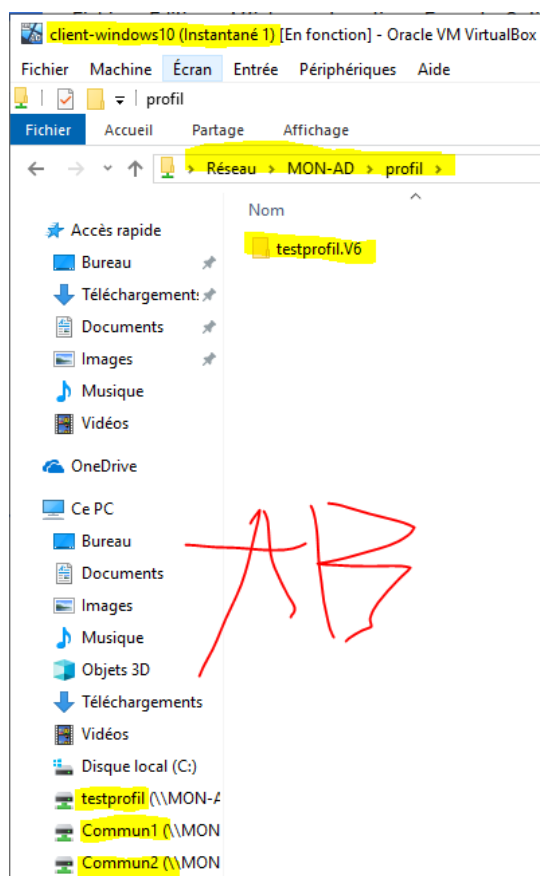 client-windows10 (Instantané 1) [En fonction] - Oracle VM VirtualBox
Fichier Machine Écran Entrée Périphériques Aide
profil
Fichier Accueil Partage Affichage
Réseau > MON-AD > profil >
Nom
Accès rapide
testprofil.V6
Bureau
Téléchargement:
Documents
Images
Musique
Vidéos
OneDrive
Ce PC
AB
Bureau
Documents
Images
Musique
Objets 3D
Téléchargements
Vidéos
Disque local (C:)
testprofil (\\MON-A
Commun1 (\\MON
Commun2 (\\MON